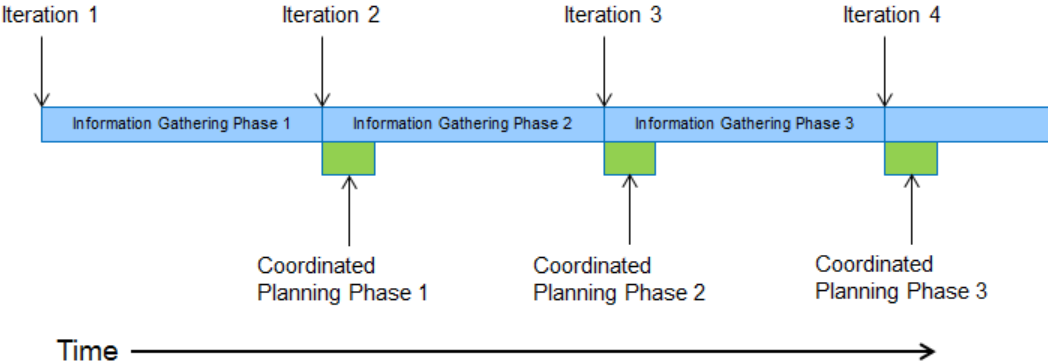 Iteration 1
Iteration 2
Iteration 3
Iteration 4
Information Gathering Phase 1
Information Gathering Phase 2
Information Gathering Phase 3
Coordinated
Planning Phase 1
Coordinated
Planning Phase 2
Coordinated
Planning Phase 3
Time